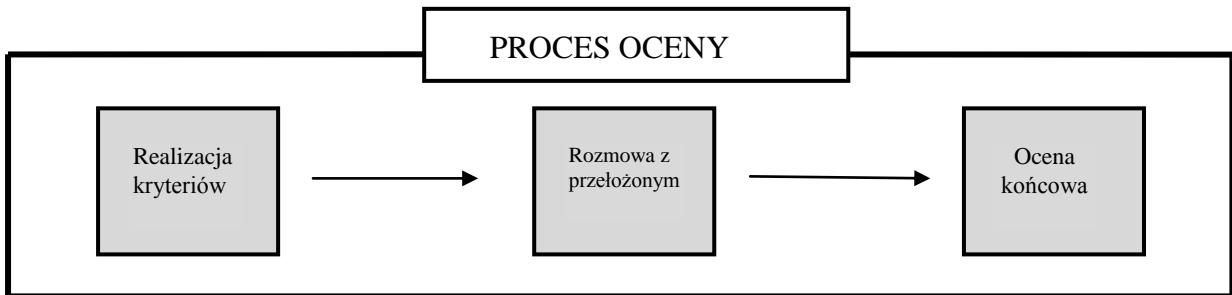 PROCES OCENY
Realizacja
kryteriów
Rozmowa z
przełożonym
Ocena
końcowa